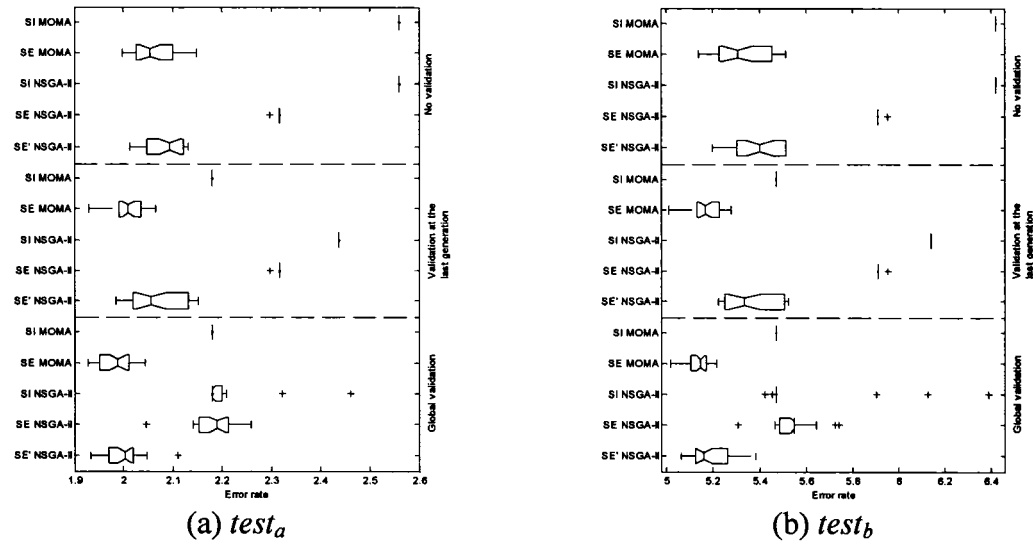 SI MOMA
SE MOMA
SI NSGA-II
SE NSGA-II
SE' NSGA-II
SI MOMA
SE MOMA
SI NSGA-II
SE NSGA-II
SE' NSGA-II
SI MOMA
SE MOMA
SI NSGA-II
SE NSGA-II
SE' NSGA-II
No validation
Validation at the
last generation
Global validation
1.9 2 2.1 2.2 2.3 2.4 2.5 2.6
Error rate
(a) test_a
SI MOMA
SE MOMA
SI NSGA-II
SE NSGA-II
SE' NSGA-II
SI MOMA
SE MOMA
SI NSGA-II
SE NSGA-II
SE' NSGA-II
SI MOMA
SE MOMA
SI NSGA-II
SE NSGA-II
SE' NSGA-II
No validation
Validation at the
last generation
Global validation
5 5.2 5.4 5.6 5.8 6 6.2 6.4
Error rate
(b) test_b